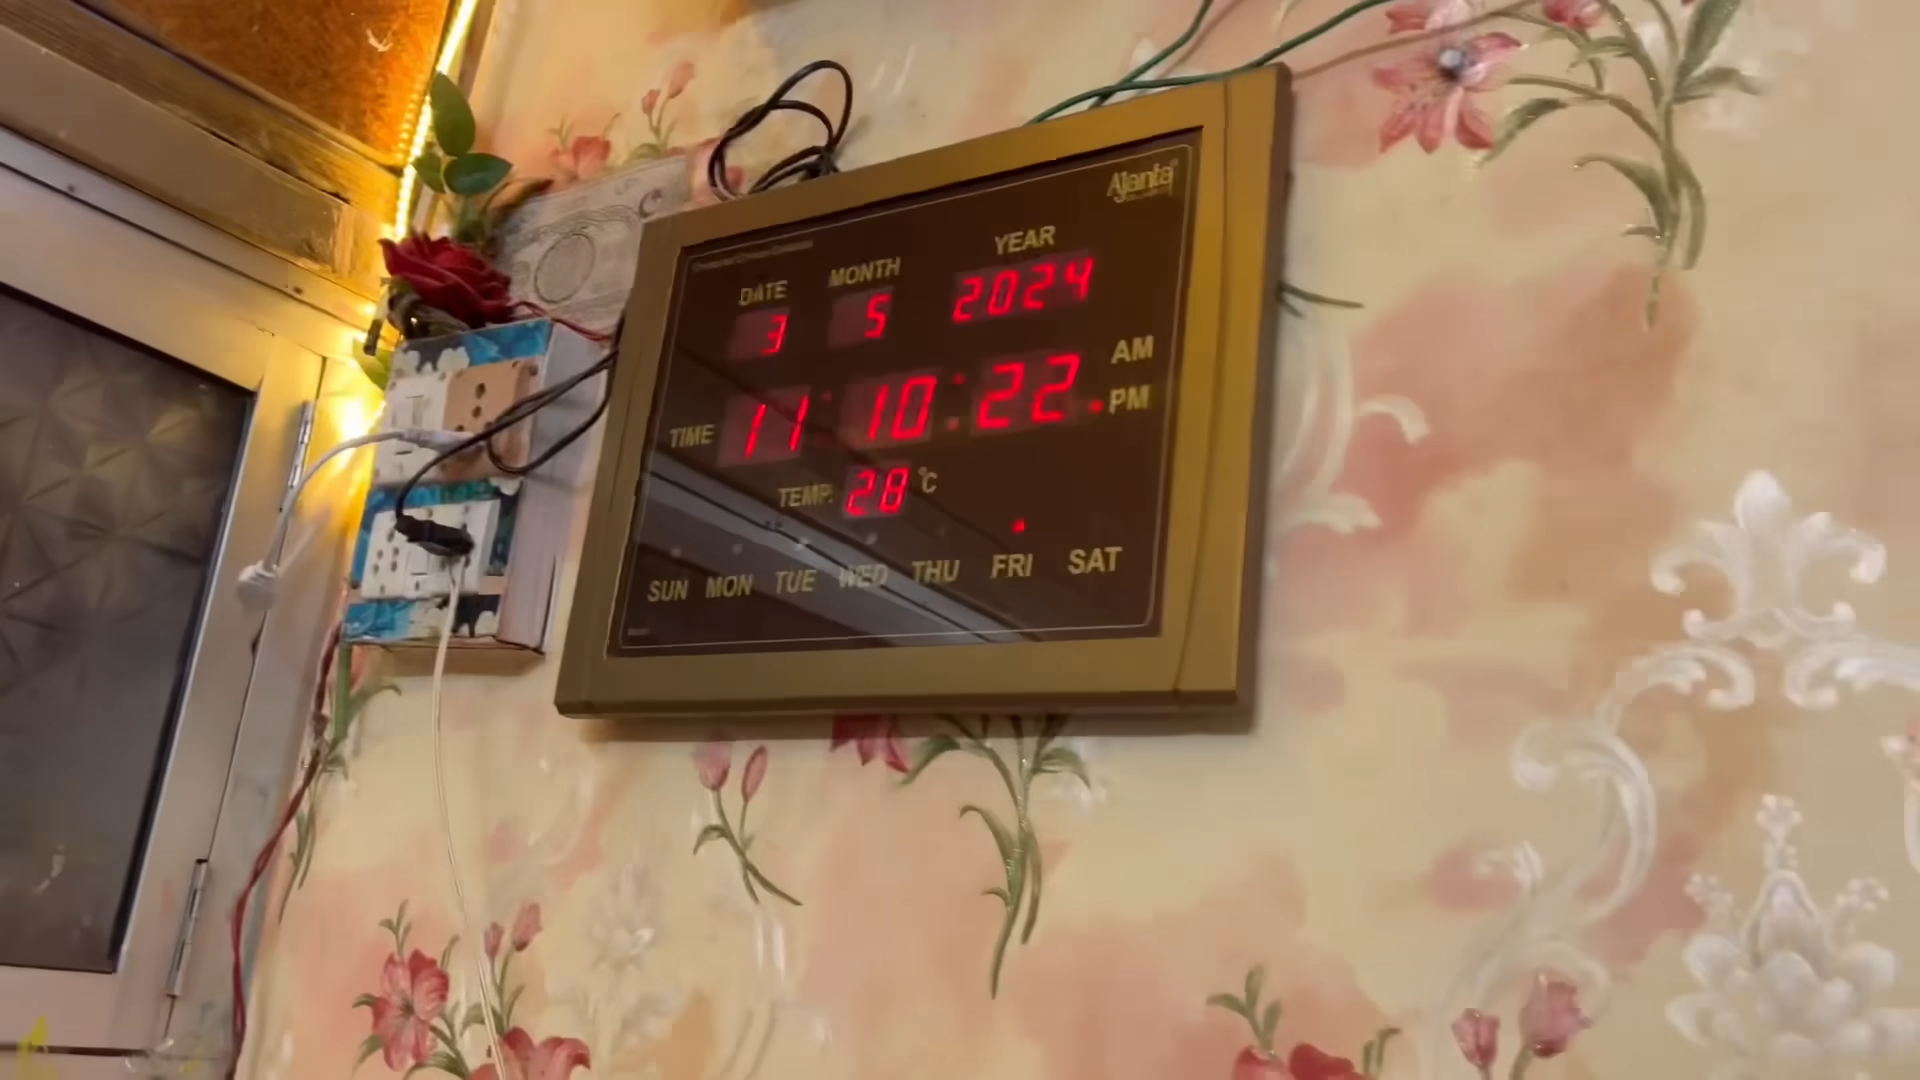 Ajanta
DATE MONTH YEAR
3 5 2024
AM
TIME 11:10:22 PM
TEMP. 28 °C
SUN MON TUE WED THU FRI SAT